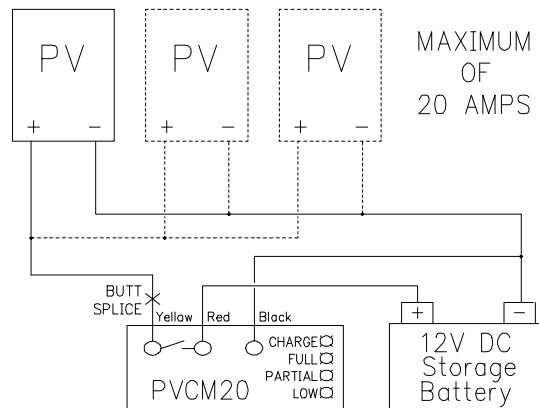 PV PV PV
+ − + − + −
MAXIMUM
OF
20 AMPS
BUTT
SPLICE
Yellow Red Black
+ −
CHARGE
FULL
PARTIAL
LOW
PVCM20
12V DC
Storage
Battery